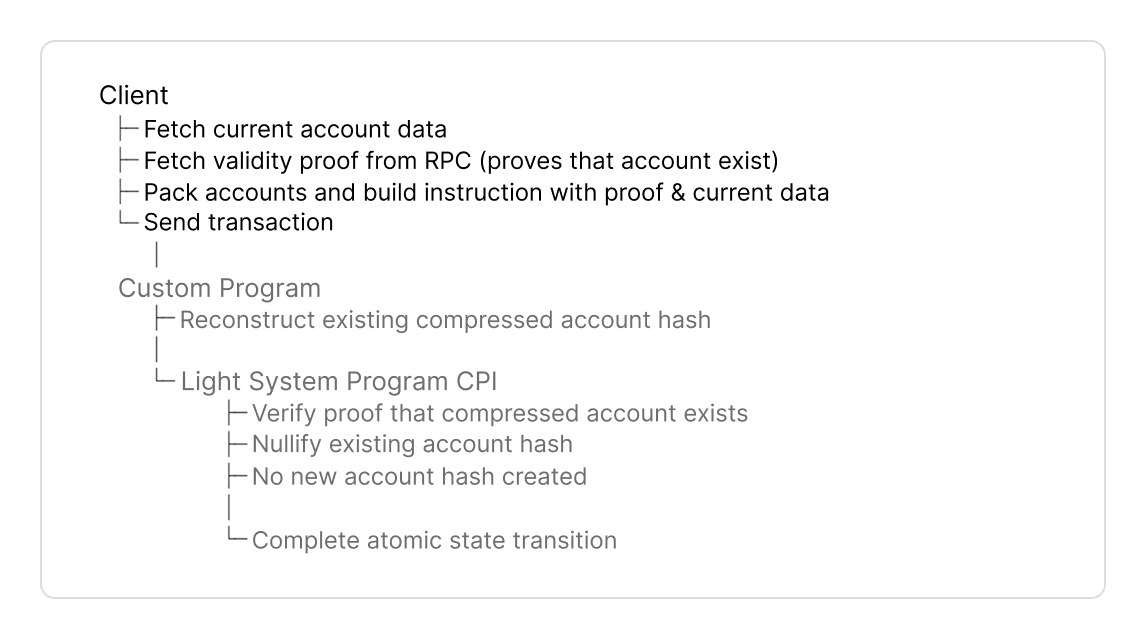 Client
├─ Fetch current account data
├─ Fetch validity proof from RPC (proves that account exist)
├─ Pack accounts and build instruction with proof & current data
└─ Send transaction
│
Custom Program
├─ Reconstruct existing compressed account hash
│
└─ Light System Program CPI
├─ Verify proof that compressed account exists
├─ Nullify existing account hash
├─ No new account hash created
│
└─ Complete atomic state transition